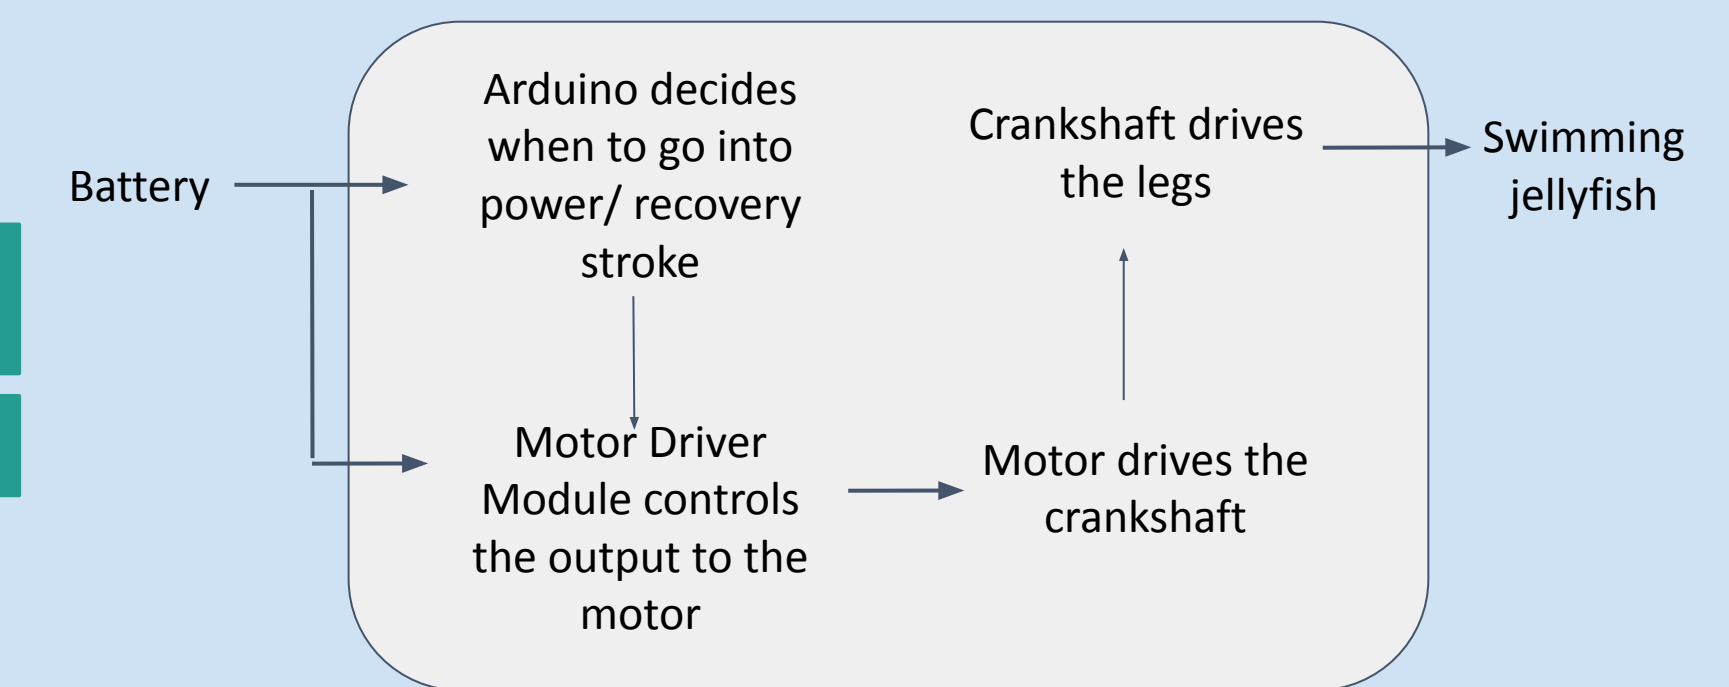 Battery
Arduino decides
when to go into
power/ recovery
stroke
Motor Driver
Module controls
the output to the
motor
Motor drives the
crankshaft
Crankshaft drives
the legs
Swimming
jellyfish